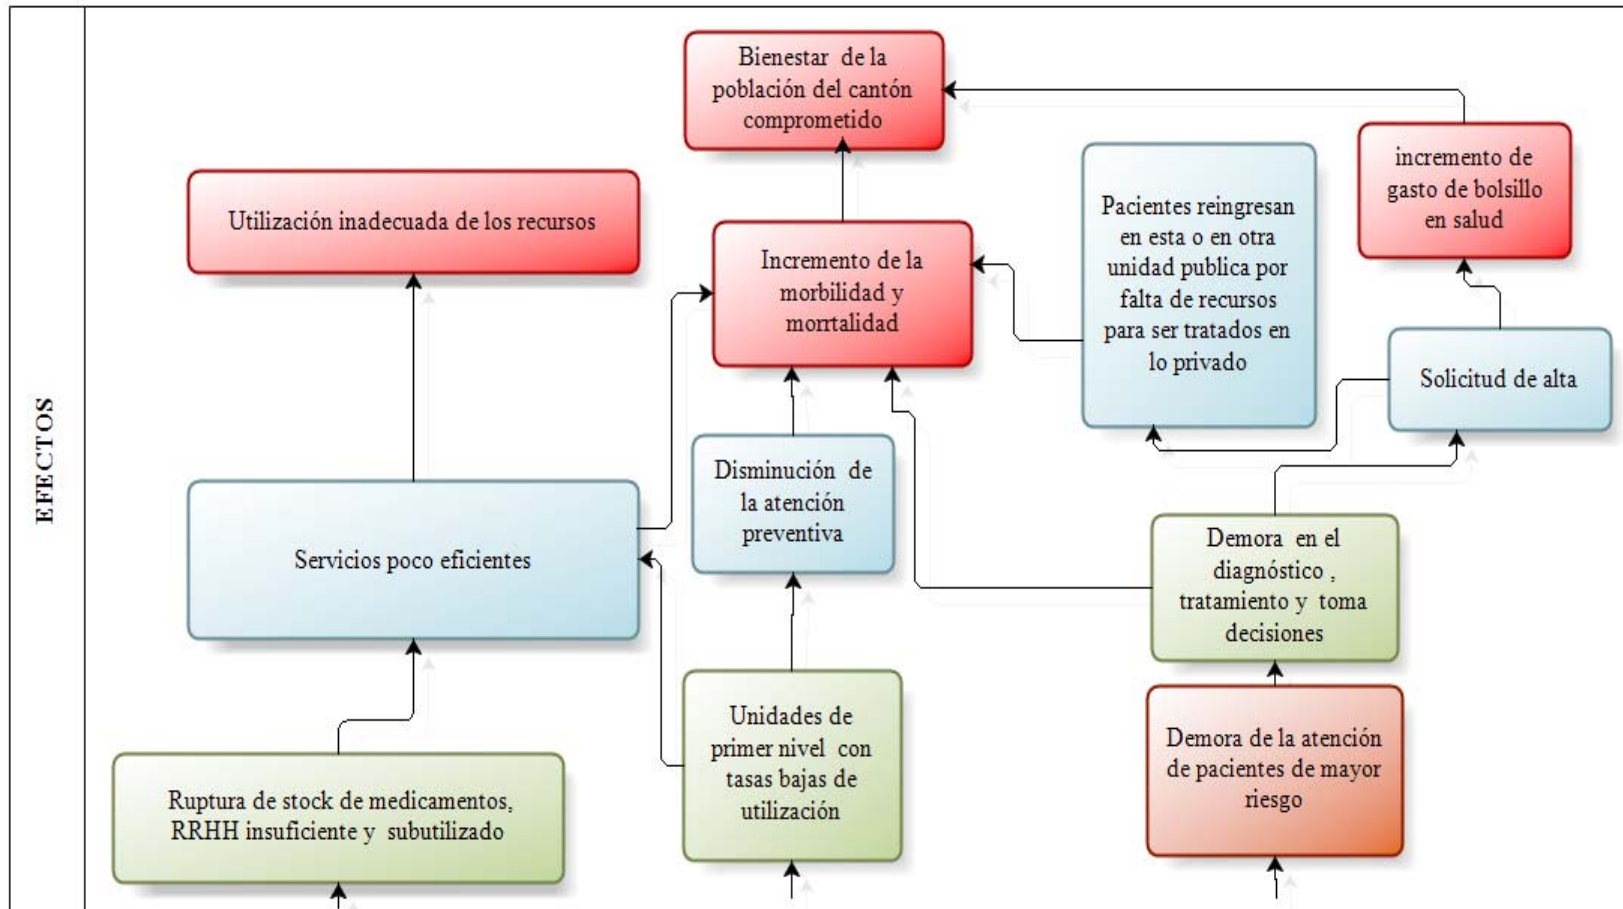 EFECTOS
Bienestar de la
población del cantón
comprometido
incremento de
gasto de bolsillo
en salud
Utilización inadecuada de los recursos
Pacientes reingresan
en esta o en otra
unidad publica por
falta de recursos
para ser tratados en
lo privado
Incremento de la
morbilidad y
morrtalidad
Solicitud de alta
Disminución de
la atención
preventiva
Servicios poco eficientes
Demora en el
diagnóstico ,
tratamiento y toma
decisiones
Unidades de
primer nivel con
tasas bajas de
utilización
Demora de la atención
de pacientes de mayor
riesgo
Ruptura de stock de medicamentos,
RRHH insuficiente y subutilizado